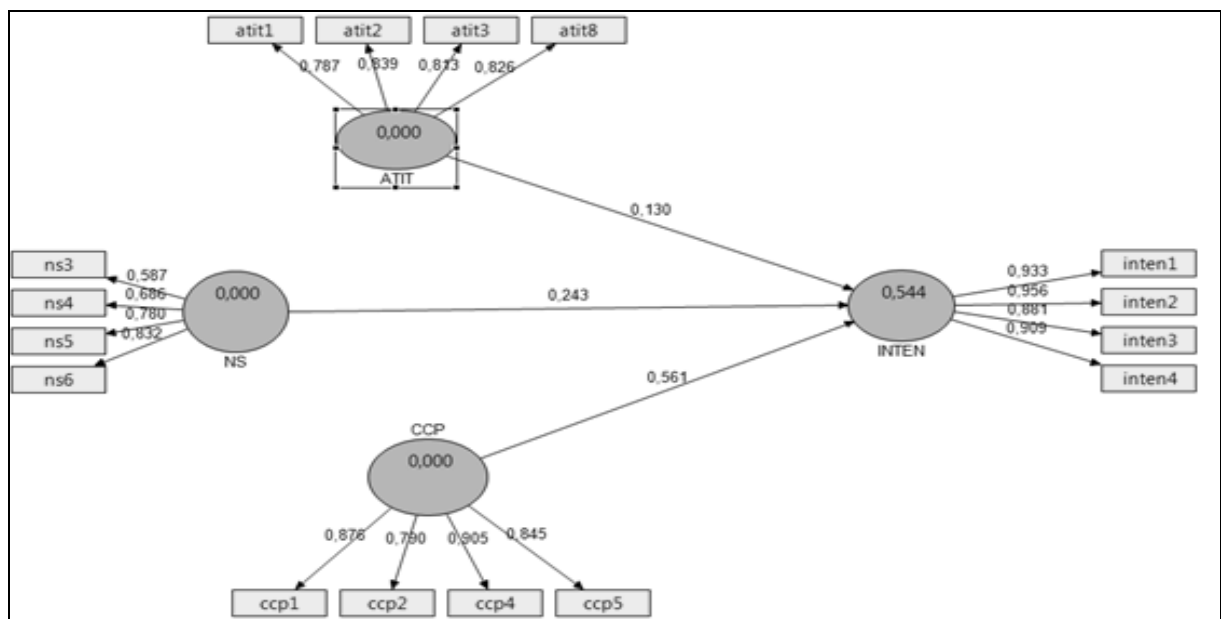 atit1 atit2 atit3 atit8
0,787 0,839 0,813 0,826
0,000
ATIT
0,130
ns3
ns4
ns5
ns6
0,587
0,686
0,780
0,832
0,000
NS
0,243
0,544
INTEN
0,933
0,956
0,881
0,909
inten1
inten2
inten3
inten4
0,561
CCP
0,000
0,876 0,790 0,905 0,845
ccp1 ccp2 ccp4 ccp5